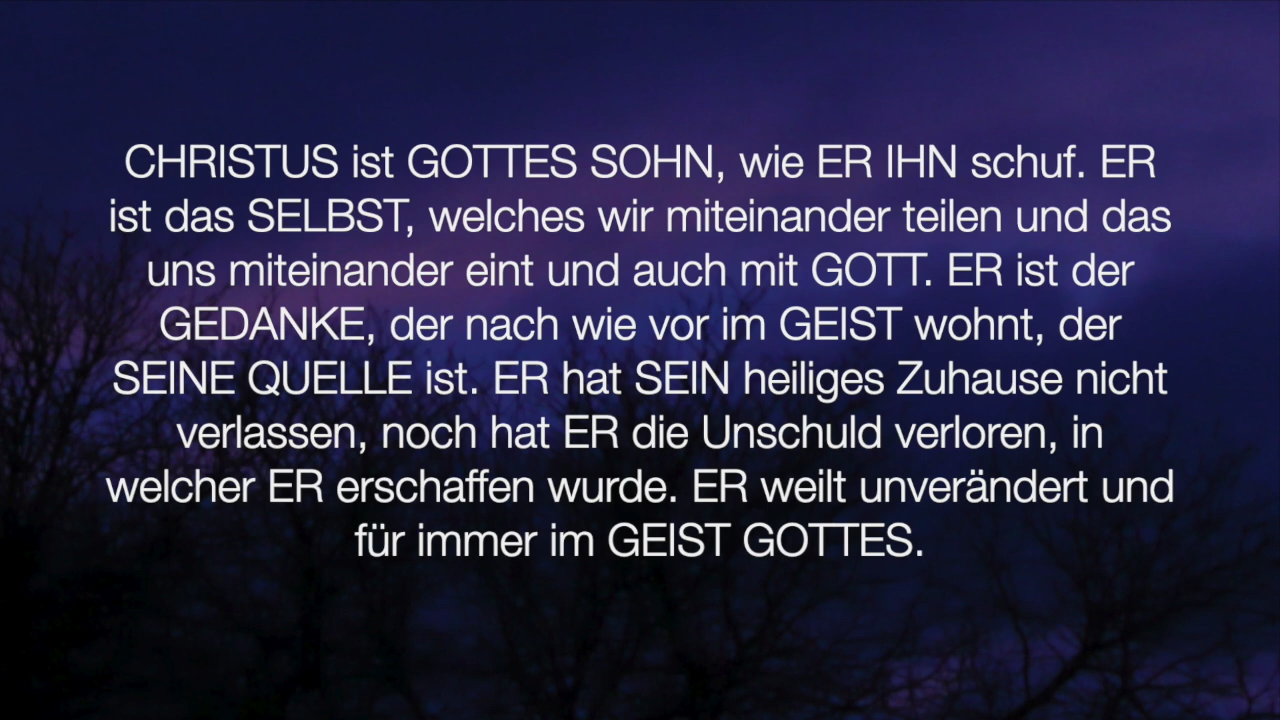 CHRISTUS ist GOTTES SOHN, wie ER IHN schuf. ER
ist das SELBST, welches wir miteinander teilen und das
uns miteinander eint und auch mit GOTT. ER ist der
GEDANKE, der nach wie vor im GEIST wohnt, der
SEINE QUELLE ist. ER hat SEIN heiliges Zuhause nicht
verlassen, noch hat ER die Unschuld verloren, in
welcher ER erschaffen wurde. ER weilt unverändert und
für immer im GEIST GOTTES.